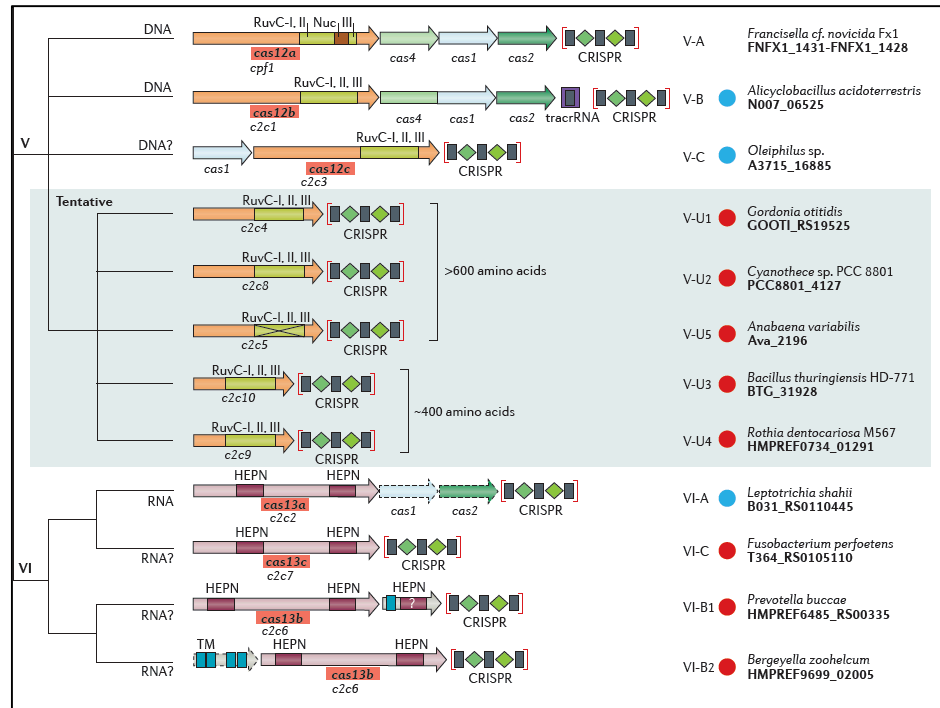 V
DNA
RuvC-I, II Nuc III
cas12a
cpf1
cas4
cas1
cas2
CRISPR
V-A
Francisella cf. novicida Fx1
FNFX1_1431-FNFX1_1428
DNA
RuvC-I, II, III
cas12b
c2c1
cas4
cas1
cas2
tracrRNA
CRISPR
V-B
Alicyclobacillus acidoterrestris
N007_06525
DNA?
cas1
RuvC-I, II, III
cas12c
c2c3
CRISPR
V-C
Oleiphilus sp.
A3715_16885
Tentative
RuvC-I, II, III
c2c4
CRISPR
V-U1
Gordonia otitidis
GOOTI_RS19525
RuvC-I, II, III
c2c8
CRISPR
>600 amino acids
V-U2
Cyanothece sp. PCC 8801
PCC8801_4127
RuvC-I, II, III
c2c5
CRISPR
V-U5
Anabaena variabilis
Ava_2196
RuvC-I, II, III
c2c10
CRISPR
~400 amino acids
V-U3
Bacillus thuringiensis HD-771
BTG_31928
RuvC-I, II, III
c2c9
CRISPR
V-U4
Rothia dentocariosa M567
HMPREF0734_01291
VI
RNA
HEPN
HEPN
cas13a
c2c2
cas1
cas2
CRISPR
VI-A
Leptotrichia shahii
B031_RS0110445
RNA?
HEPN
HEPN
cas13c
c2c7
CRISPR
VI-C
Fusobacterium perfoetens
T364_RS0105110
RNA?
HEPN
HEPN
HEPN
?
cas13b
c2c6
CRISPR
VI-B1
Prevotella buccae
HMPREF6485_RS00335
RNA?
TM
HEPN
HEPN
cas13b
c2c6
CRISPR
VI-B2
Bergeyella zoohelcum
HMPREF9699_02005